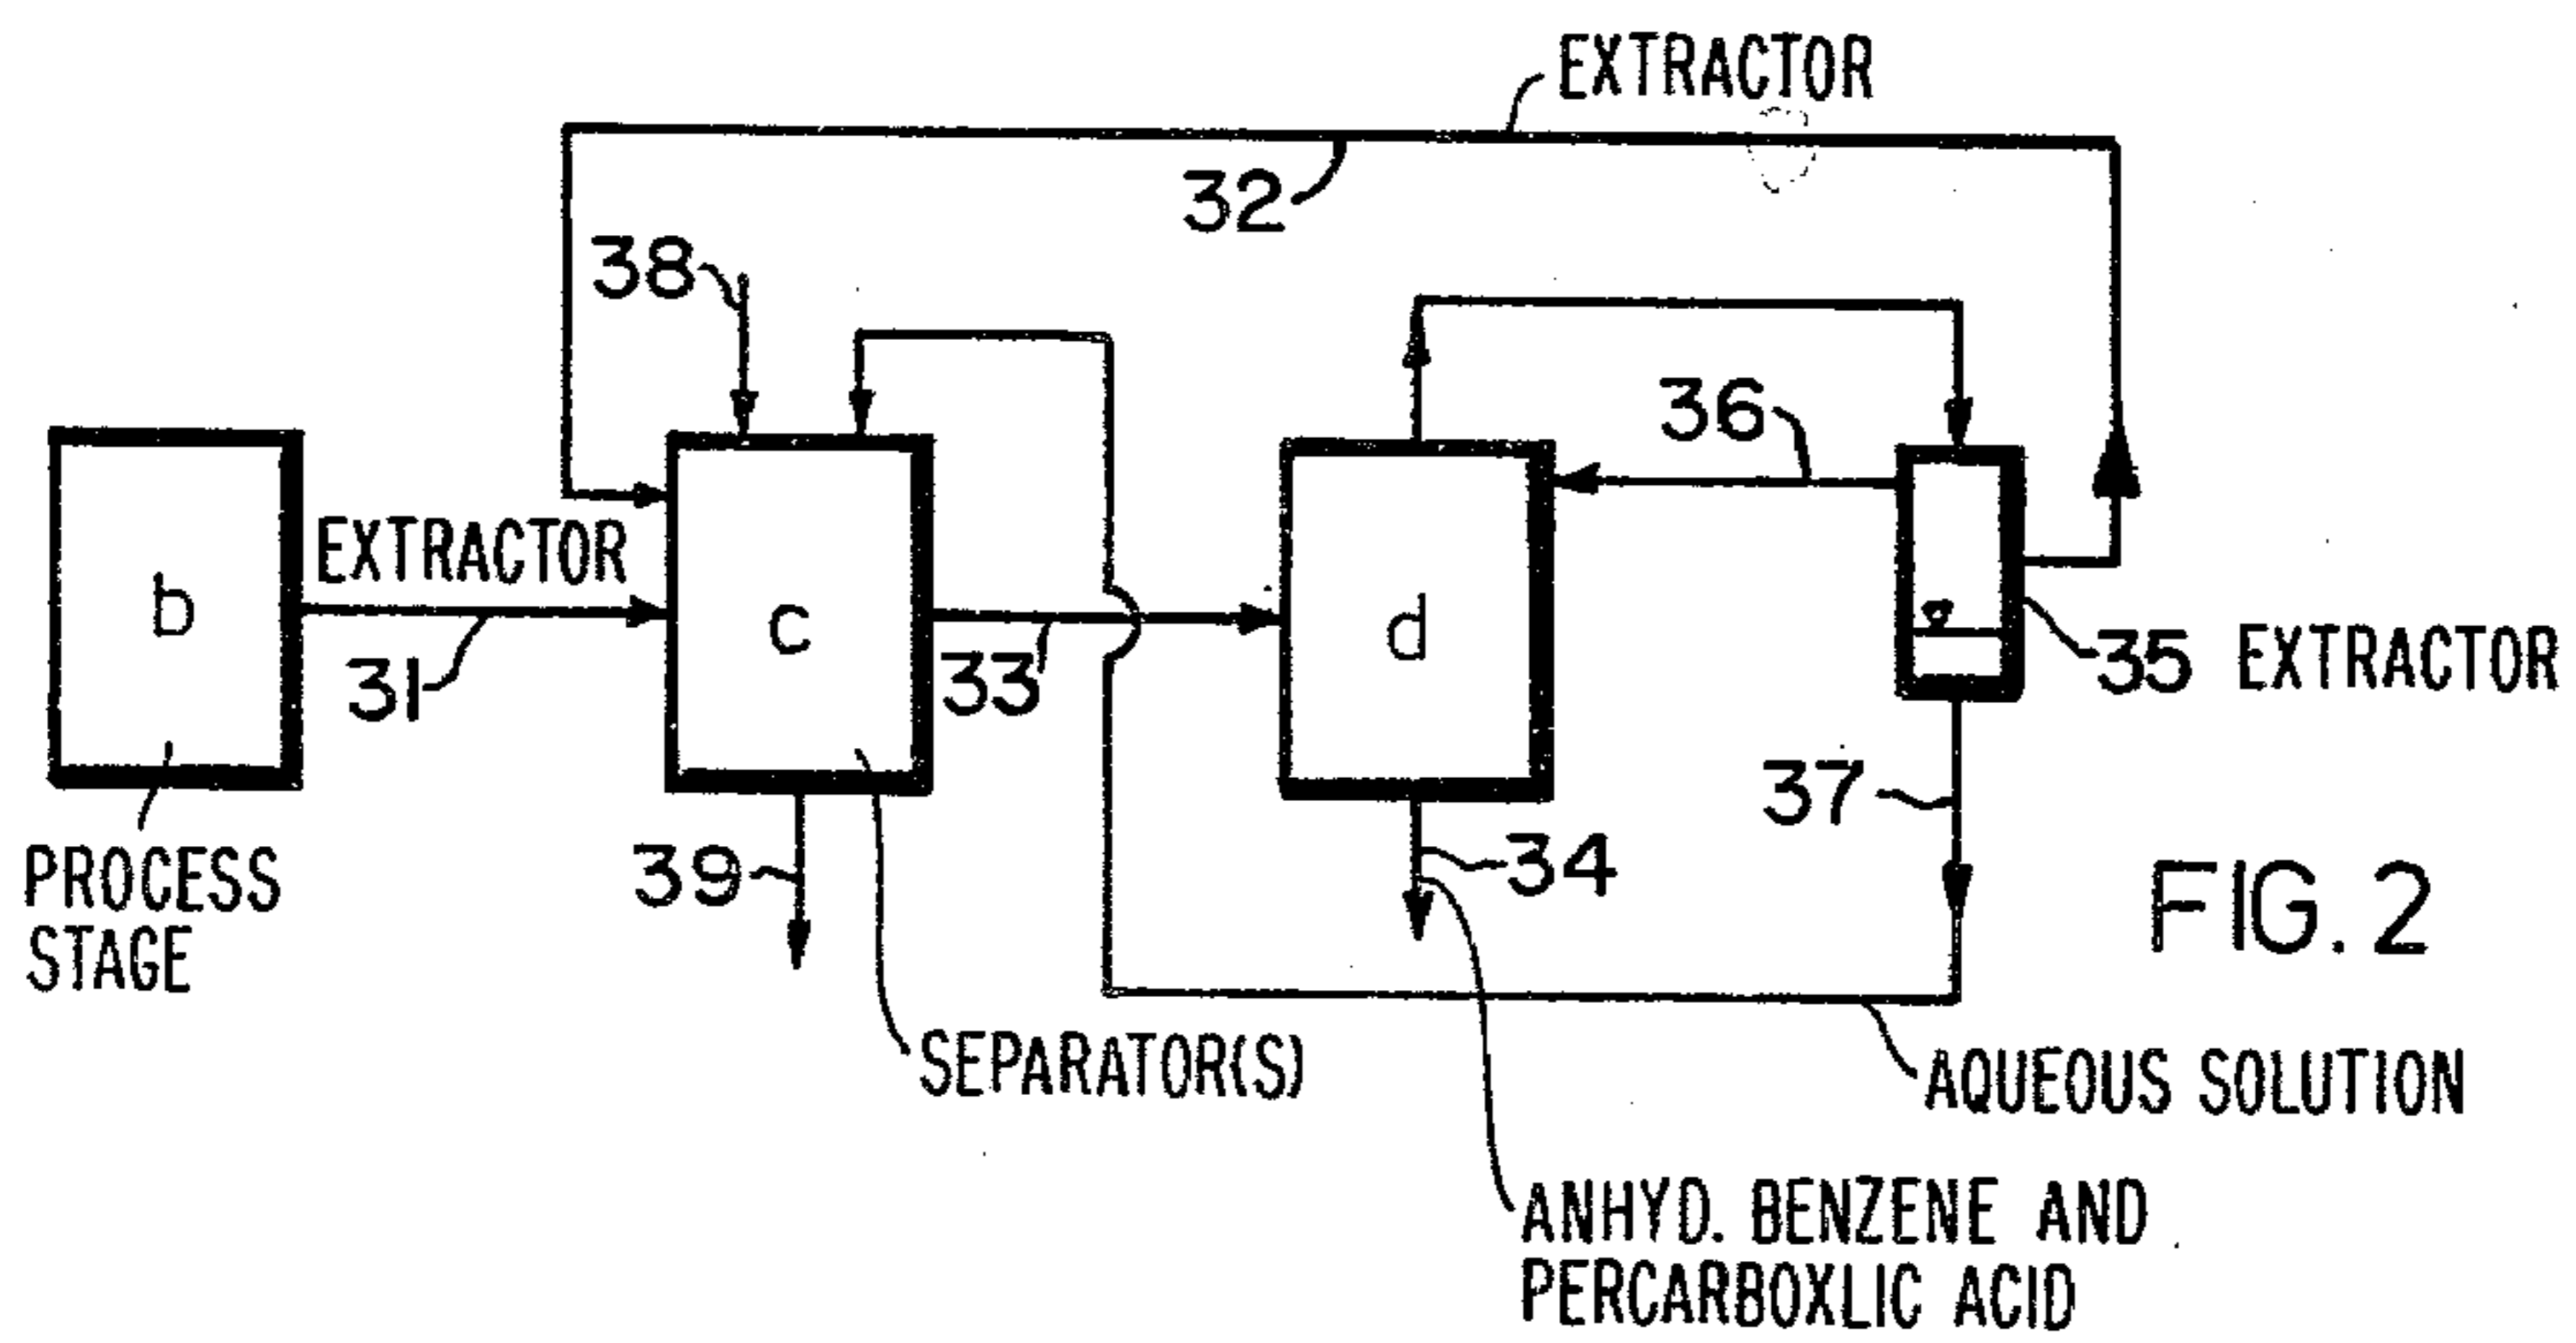 EXTRACTOR
32
38
36
EXTRACTOR
b
c
d
31
33
35 EXTRACTOR
37
39
34
PROCESS
STAGE
FIG. 2
SEPARATOR(S)
AQUEOUS SOLUTION
ANHYD. BENZENE AND
PERCARBOXLIC ACID